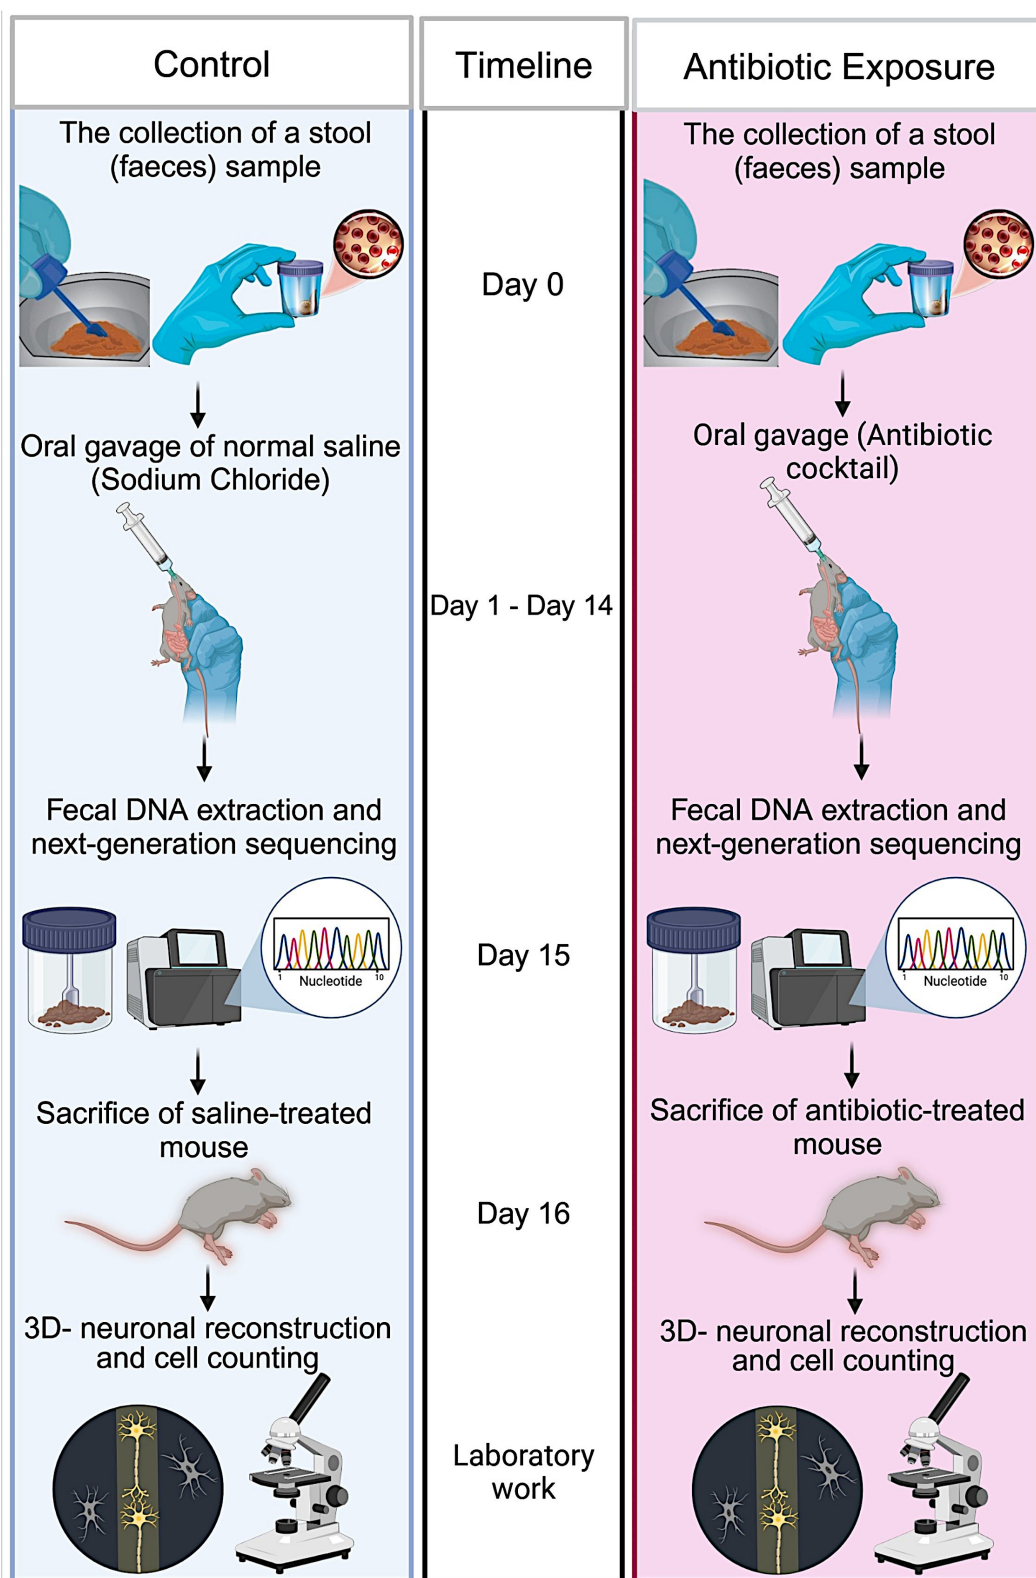 Control
Timeline
Antibiotic Exposure
The collection of a stool
(faeces) sample
Day 0
The collection of a stool
(faeces) sample
Oral gavage of normal saline
(Sodium Chloride)
Day 1 - Day 14
Oral gavage (Antibiotic
cocktail)
Fecal DNA extraction and
next-generation sequencing
1
10
Nucleotide
Day 15
Fecal DNA extraction and
next-generation sequencing
1
10
Nucleotide
Sacrifice of saline-treated
mouse
Day 16
Sacrifice of antibiotic-treated
mouse
3D- neuronal reconstruction
and cell counting
Laboratory
work
3D- neuronal reconstruction
and cell counting